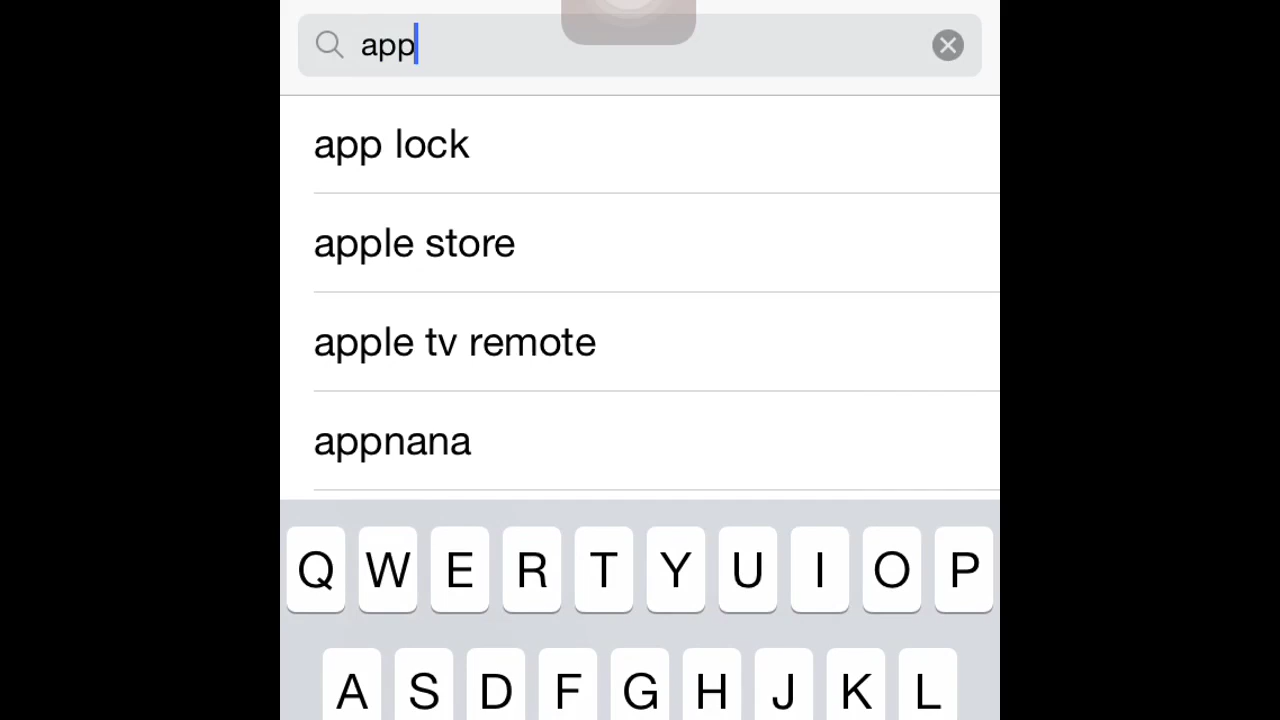 app
app lock
apple store
apple tv remote
appnana
Q W E R T Y U I O P
A S D F G H J K L